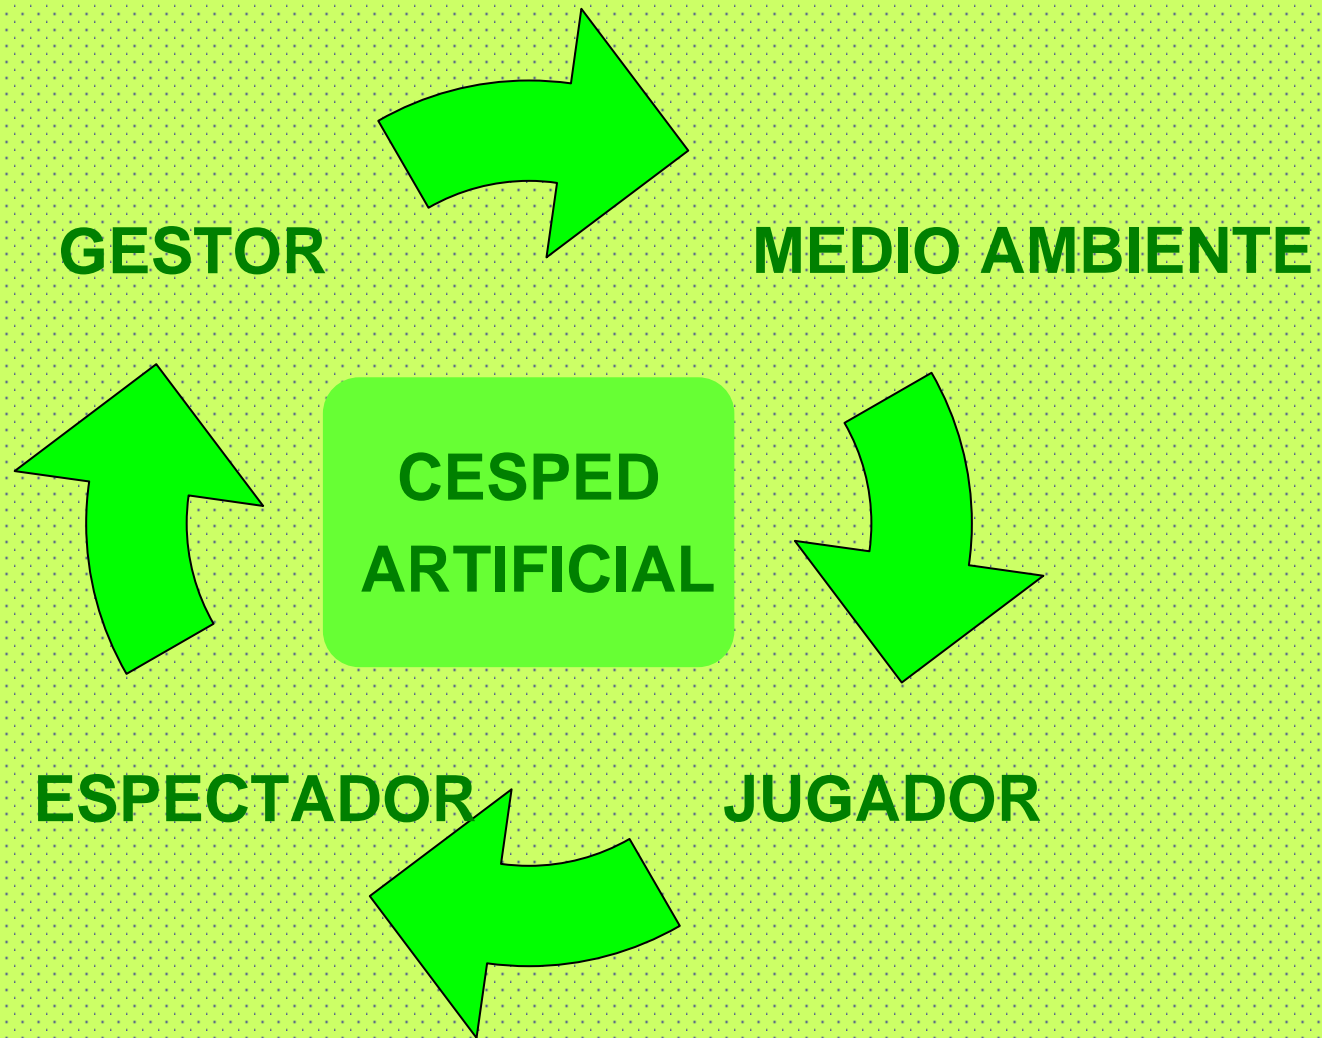 GESTOR
MEDIO AMBIENTE
CESPED
ARTIFICIAL
ESPECTADOR
JUGADOR